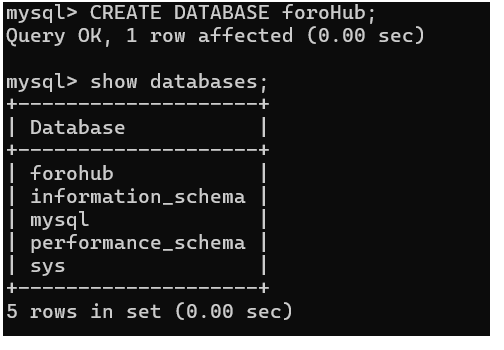 mysql> CREATE DATABASE foroHub;
Query OK, 1 row affected (0.00 sec)
mysql> show databases;
+--------------------+
| Database           |
+--------------------+
| forohub            |
| information_schema |
| mysql              |
| performance_schema |
| sys                |
+--------------------+
5 rows in set (0.00 sec)